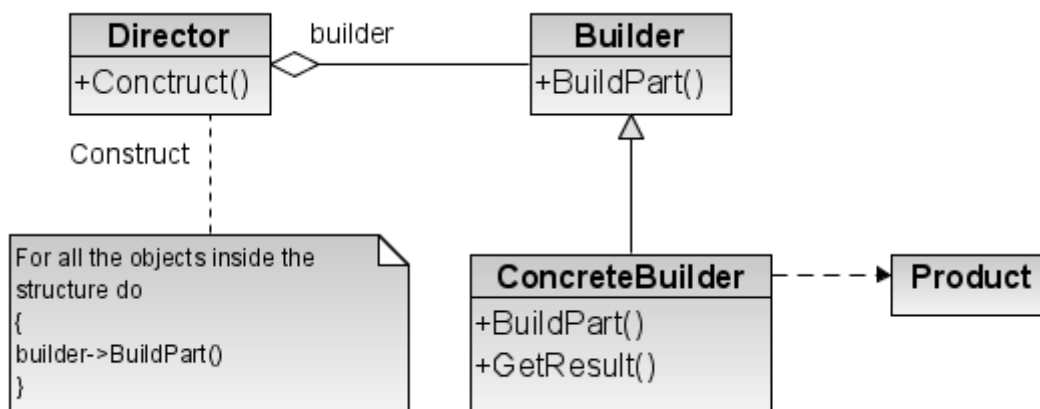 Director
+Conctruct()
builder
Builder
+BuildPart()
Construct
For all the objects inside the
structure do
{
builder->BuildPart()
}
ConcreteBuilder
+BuildPart()
+GetResult()
Product